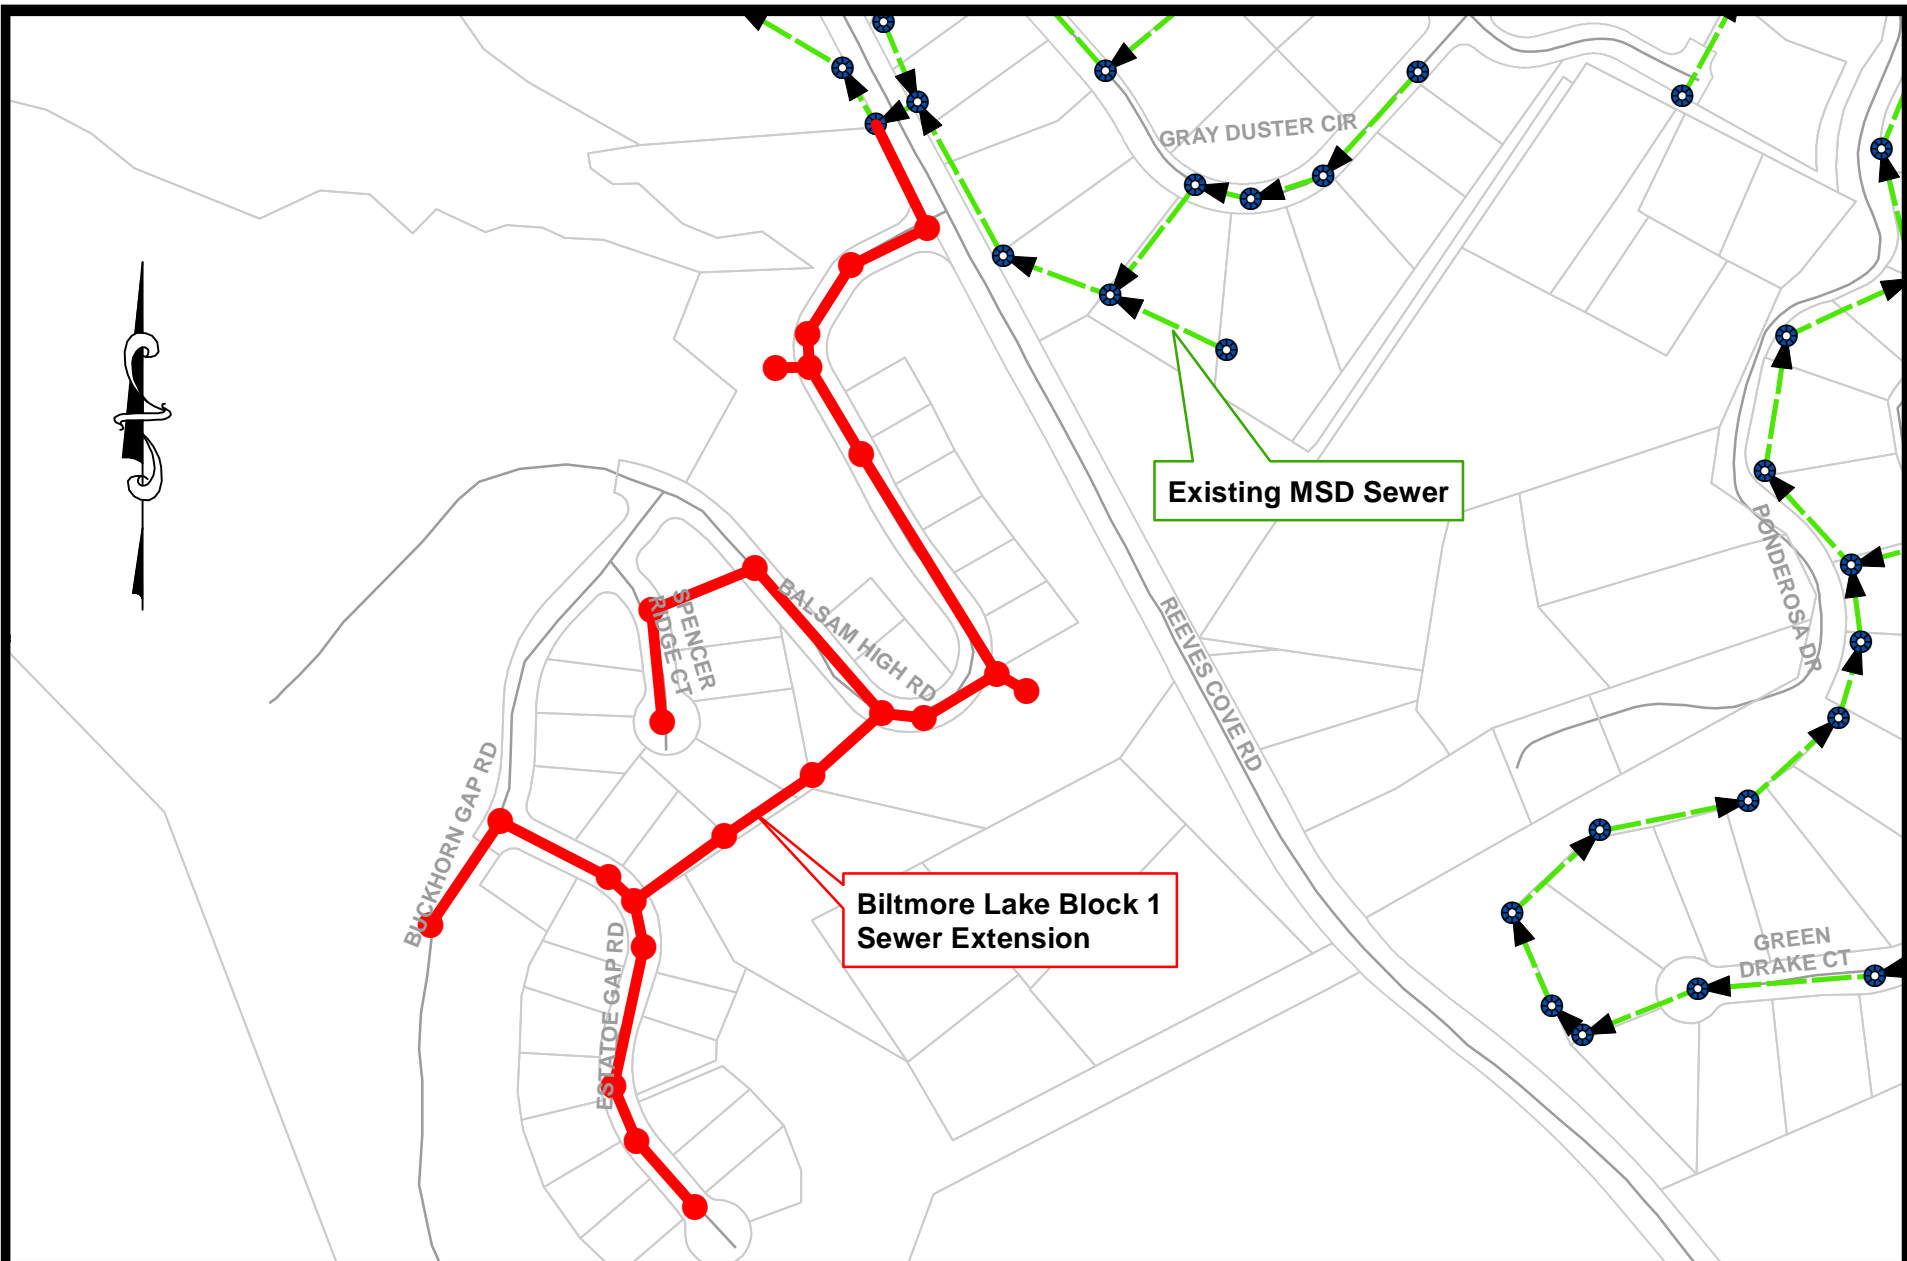 GRAY DUSTER CIR
Existing MSD Sewer
PONDEROSA DR
SPENCER
RIDGE CT
BALSAM HIGH RD
REEVES COVE RD
BUCKHORN GAP RD
Biltmore Lake Block 1
Sewer Extension
ESTATOE GAP RD
GREEN
DRAKE CT